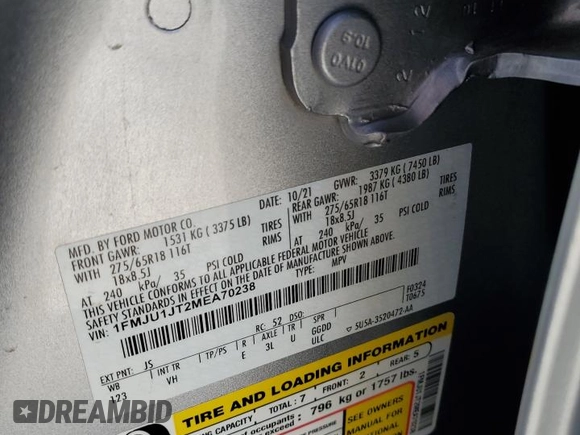 10.9
01V0
MFD. BY FORD MOTOR CO.
DATE: 10/21
GVWR: 3379 KG ( 7450 LB)
FRONT GAWR: 1531 KG ( 3375 LB)
REAR GAWR: 1987 KG ( 4380 LB)
WITH 275/65R18 116T TIRES
WITH 275/65R18 116T TIRES
18x8.5J RIMS
18x8.5J RIMS
AT 240 kPa/ 35 PSI COLD
AT 240 kPa/ 35 PSI COLD
THIS VEHICLE CONFORMS TO ALL APPLICABLE FEDERAL MOTOR VEHICLE
SAFETY STANDARDS IN EFFECT ON THE DATE OF MANUFACTURE SHOWN ABOVE.
VIN: 1FMJU1JT2MEA70238
TYPE: MPV
F0324
T0675
EXT PNT: JS RC: 52 DSO:
WB INT TR TP/PS R AXLE TR SPR
123 VH E 3L U GGDD
ULC
5U5A-3520472-AA
TIRE AND LOADING INFORMATION
CAPACITY TOTAL: 7 FRONT: 2 REAR: 5
occupants
exceed : 796 kg or 1757 lbs.
SEE OWNERS
MANUAL FOR
ADDITIONAL
DREAMBID